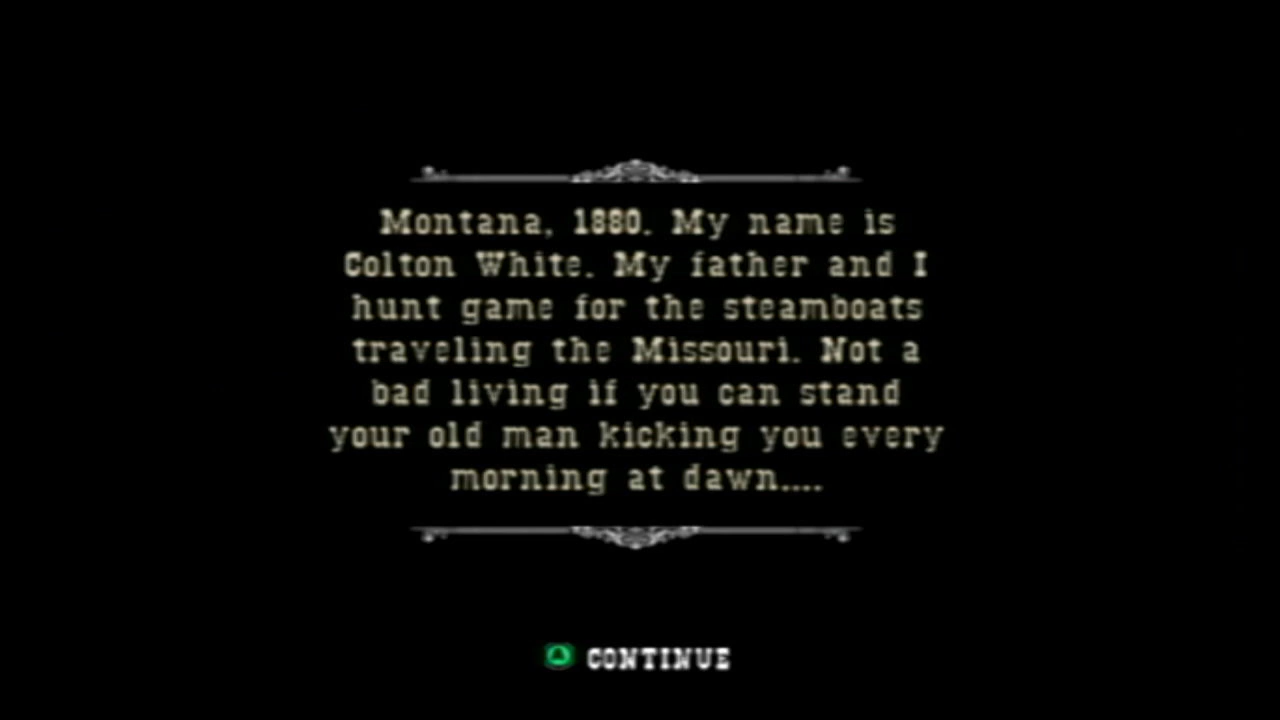 Montana, 1880. My name is
Colton White. My father and I
hunt game for the steamboats
traveling the Missouri. Not a
bad living if you can stand
your old man kicking you every
morning at dawn....
CONTINUE